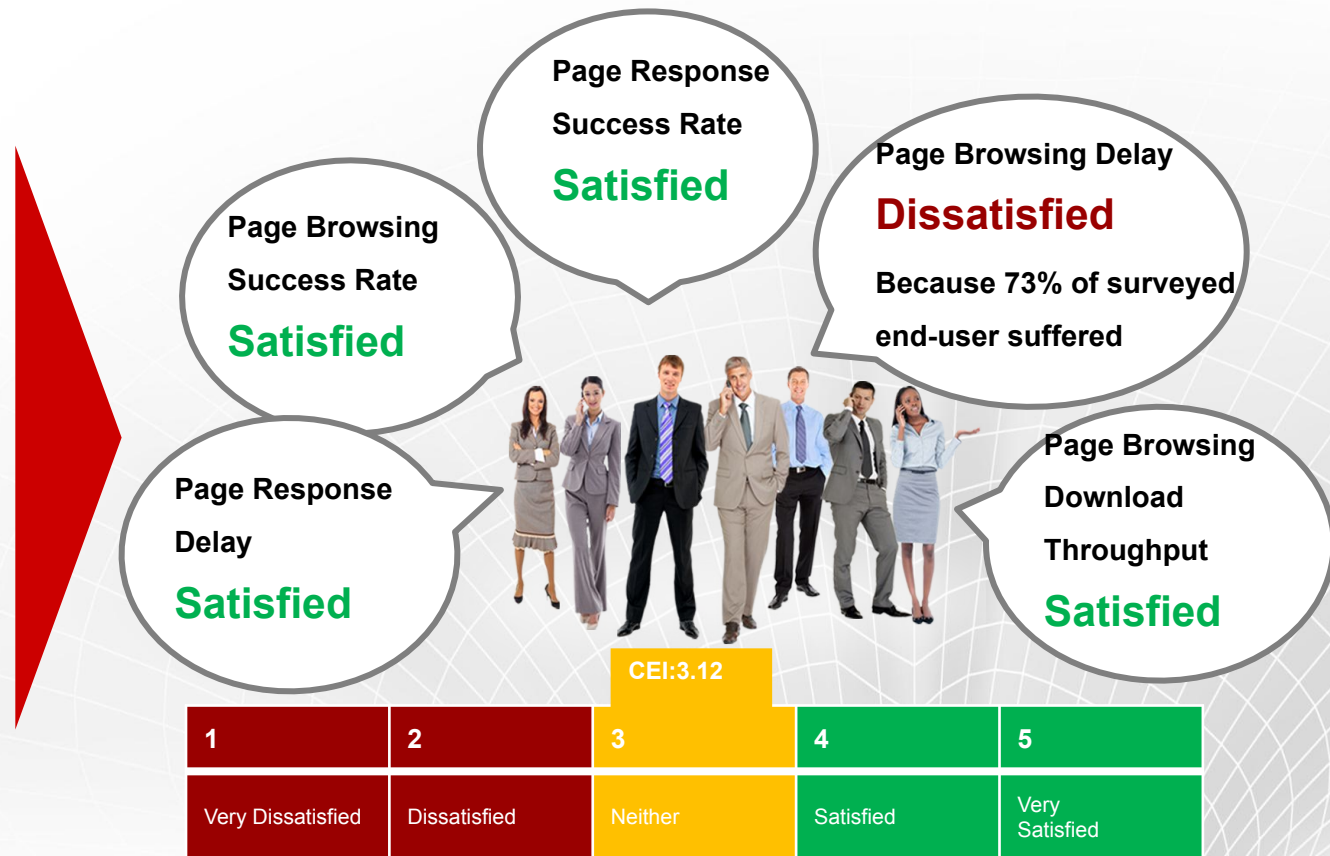 Page Response
Success Rate
Satisfied
Page Browsing Delay
Dissatisfied
Because 73% of surveyed
end-user suffered
Page Browsing
Success Rate
Satisfied
Page Browsing
Download
Throughput
Satisfied
Page Response
Delay
Satisfied
CEI:3.12
1
2
3
4
5
Very Dissatisfied
Dissatisfied
Neither
Satisfied
Very
Satisfied